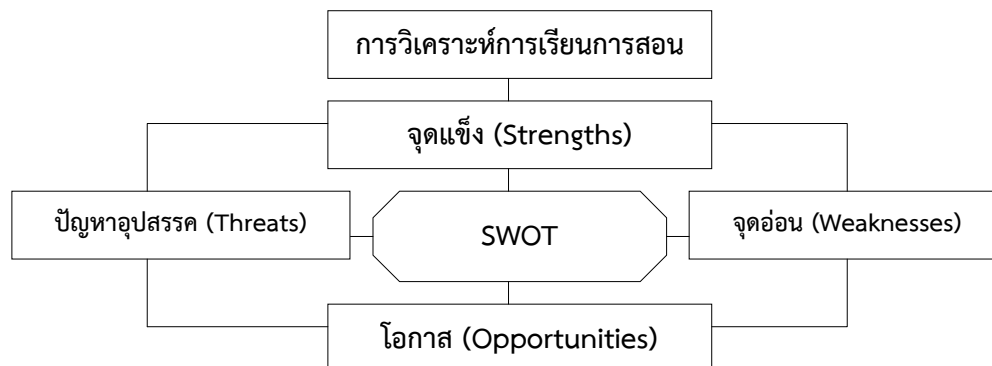 การวิเคราะห์การเรียนการสอน
จุดแข็ง (Strengths)
ปัญหาอุปสรรค (Threats)
SWOT
จุดอ่อน (Weaknesses)
โอกาส (Opportunities)